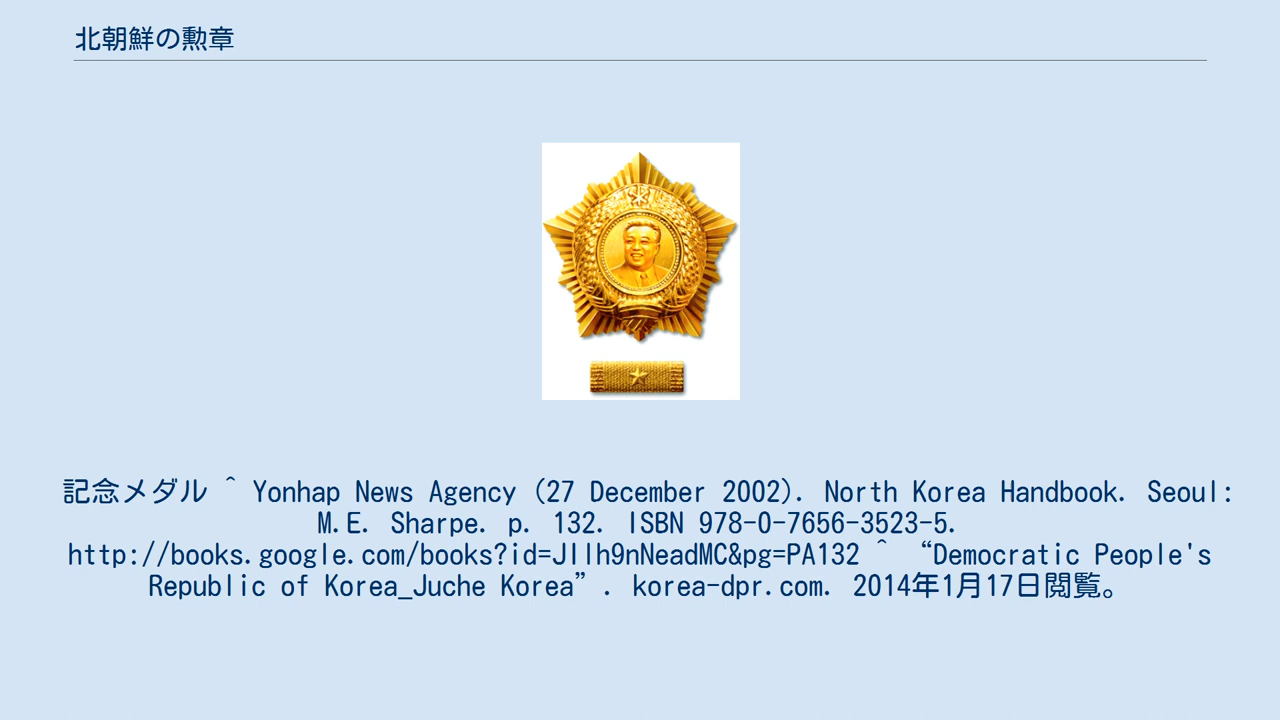 北朝鮮の勲章
記念メダル ^ Yonhap News Agency (27 December 2002). North Korea Handbook. Seoul:
M.E. Sharpe. p. 132. ISBN 978-0-7656-3523-5.
http://books.google.com/books?id=JIlh9nNeadMC&pg=PA132 ^ “Democratic People's
Republic of Korea_Juche Korea”. korea-dpr.com. 2014年1月17日閲覧。